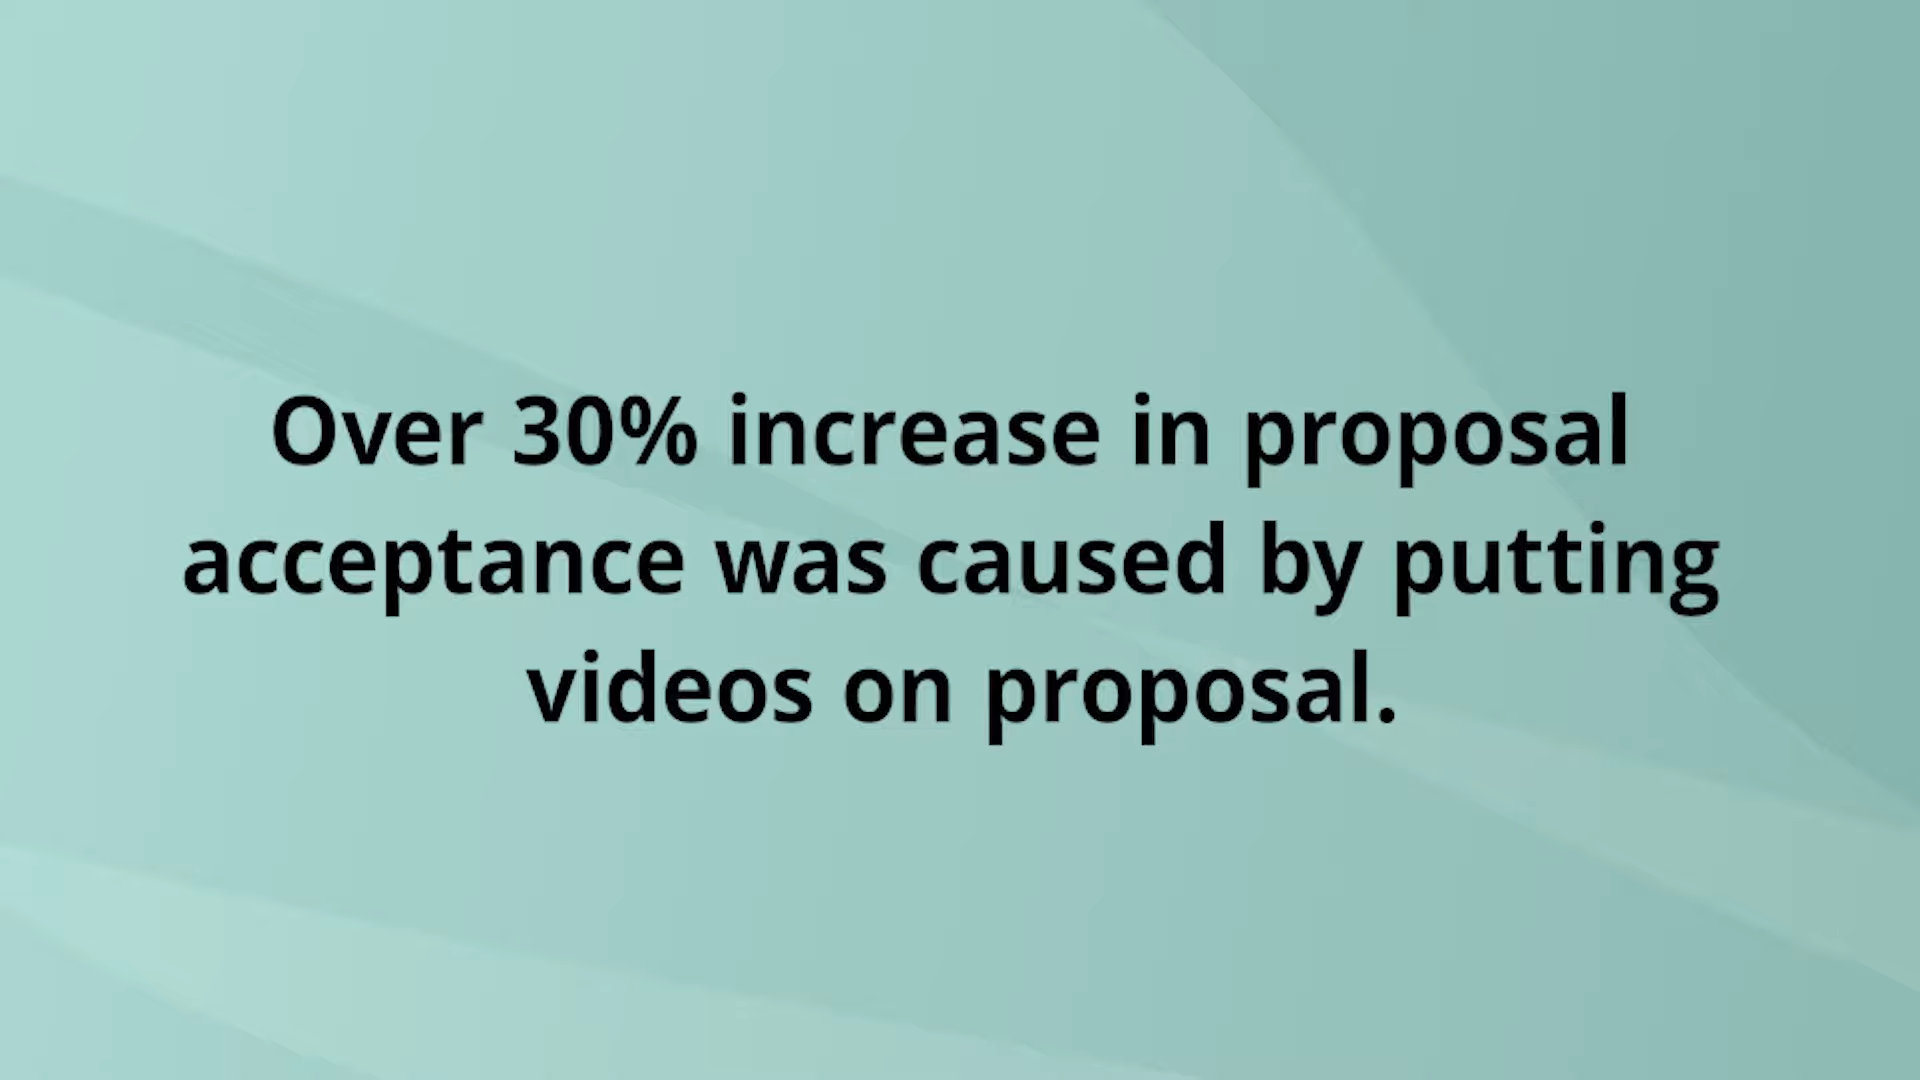 Over 30% increase in proposal
acceptance was caused by putting
videos on proposal.